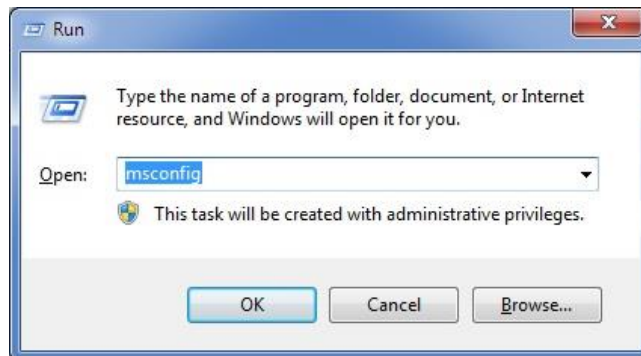 Run
Type the name of a program, folder, document, or Internet
resource, and Windows will open it for you.
Open: msconfig
This task will be created with administrative privileges.
OK Cancel Browse...